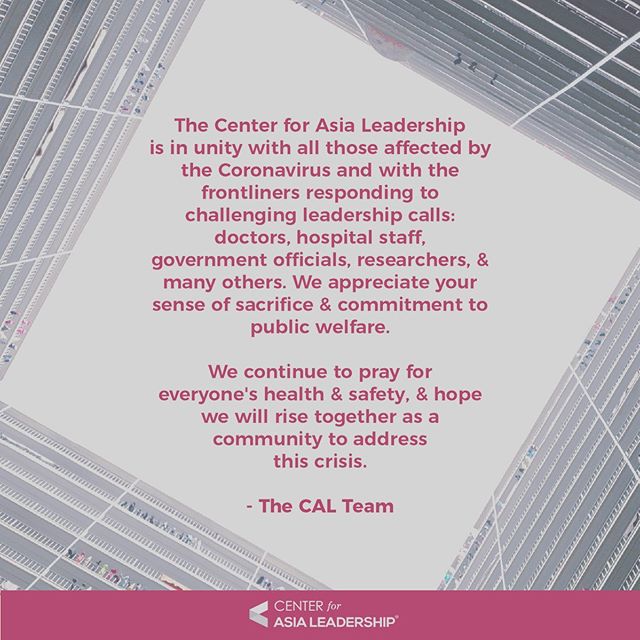 The Center for Asia Leadership
is in unity with all those affected by
the Coronavirus and with the
frontliners responding to
challenging leadership calls:
doctors, hospital staff,
government officials, researchers, &
many others. We appreciate your
sense of sacrifice & commitment to
public welfare.
We continue to pray for
everyone's health & safety, & hope
we will rise together as a
community to address
this crisis.
- The CAL Team
CENTER for
ASIA LEADERSHIP®